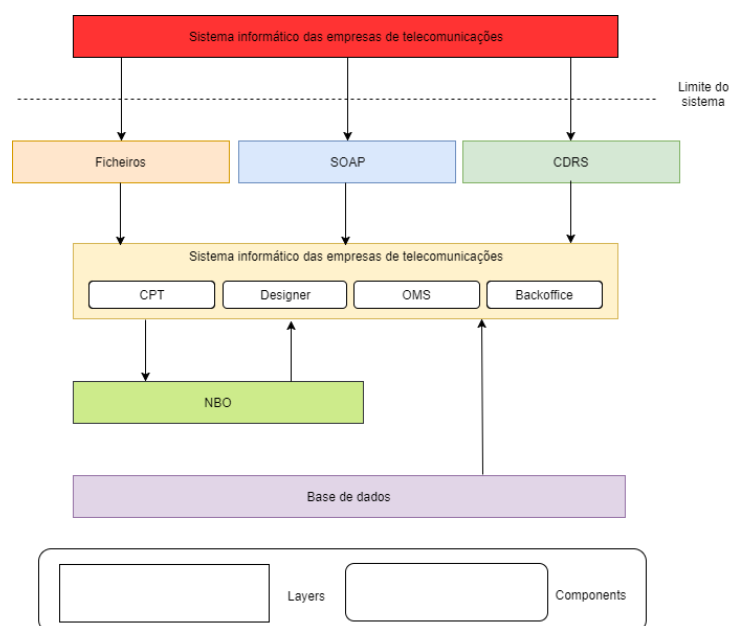 Sistema informático das empresas de telecomunicações
Limite do
sistema
Ficheiros
SOAP
CDRS
Sistema informático das empresas de telecomunicações
CPT
Designer
OMS
Backoffice
NBO
Base de dados
Layers
Components